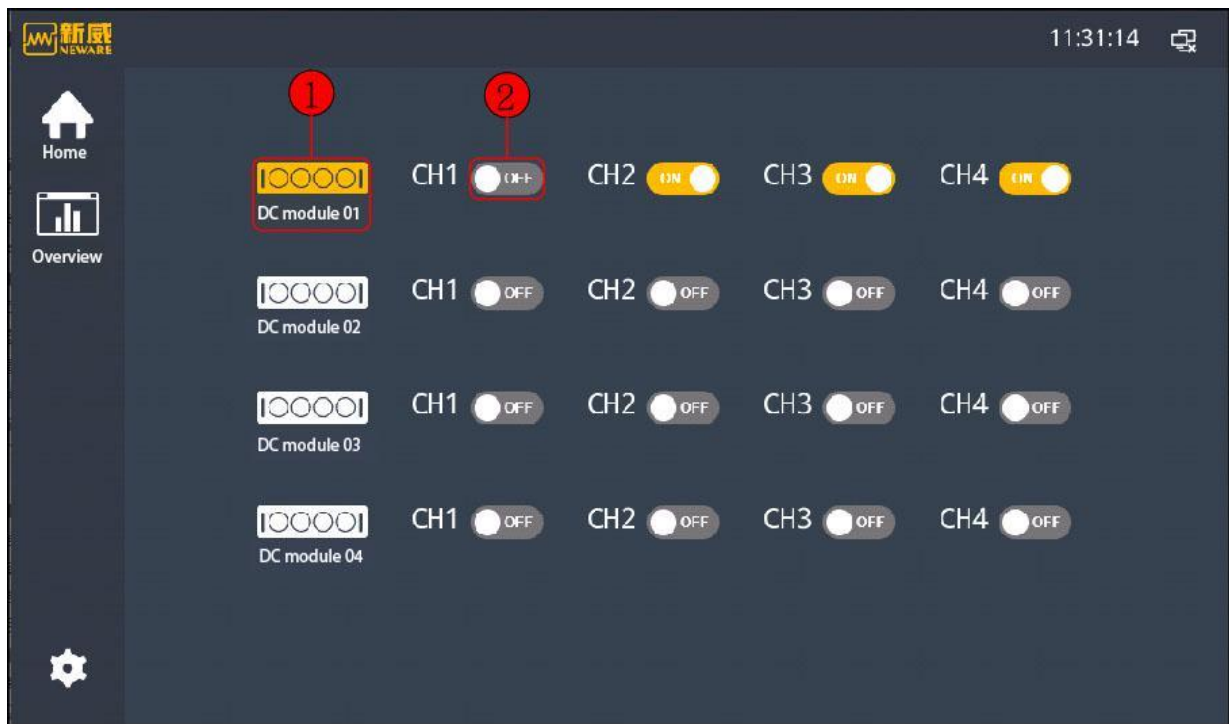 新威
NEWARE
11:31:14
1
2
Home
CH1 OFF CH2 ON CH3 ON CH4 ON
DC module 01
Overview
CH1 OFF CH2 OFF CH3 OFF CH4 OFF
DC module 02
CH1 OFF CH2 OFF CH3 OFF CH4 OFF
DC module 03
CH1 OFF CH2 OFF CH3 OFF CH4 OFF
DC module 04